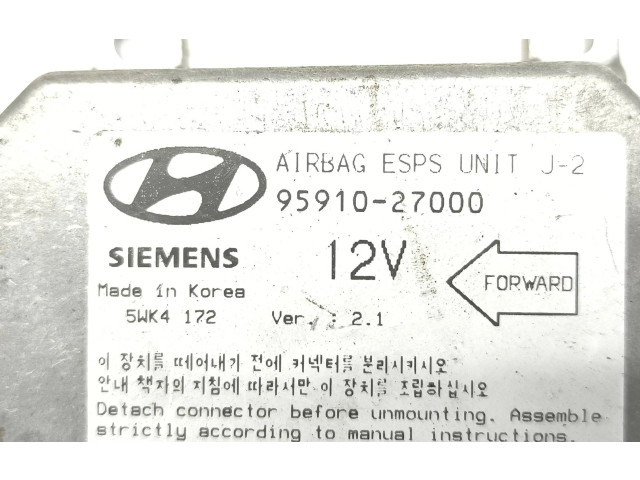 AIRBAG ESPS UNIT J-2
95910-27000
SIEMENS
12V
FORWARD
Made in Korea
5WK4 172
Ver. : 2.1
이 장치를 떼어내기 전에 커넥터를 분리시키시오
안내 책자의 지침에 따라서만 이 장치를 조립하십시오
Detach connector before unmounting. Assemble
strictly according to manual instructions.